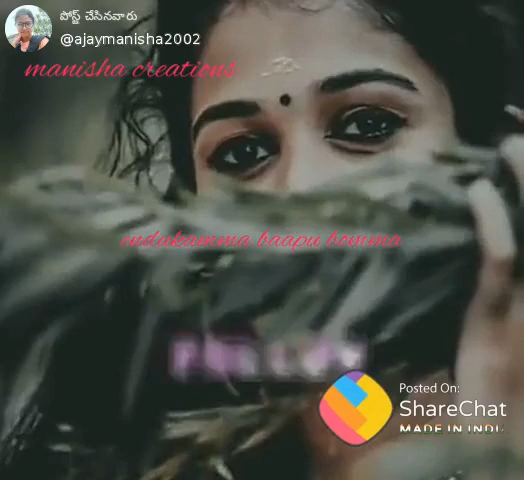 పోస్ట్ చేసినవారు
@ajaymanisha2002
manisha creations
endukamma baapu bomma
Posted On:
ShareChat
MADE IN INDIA